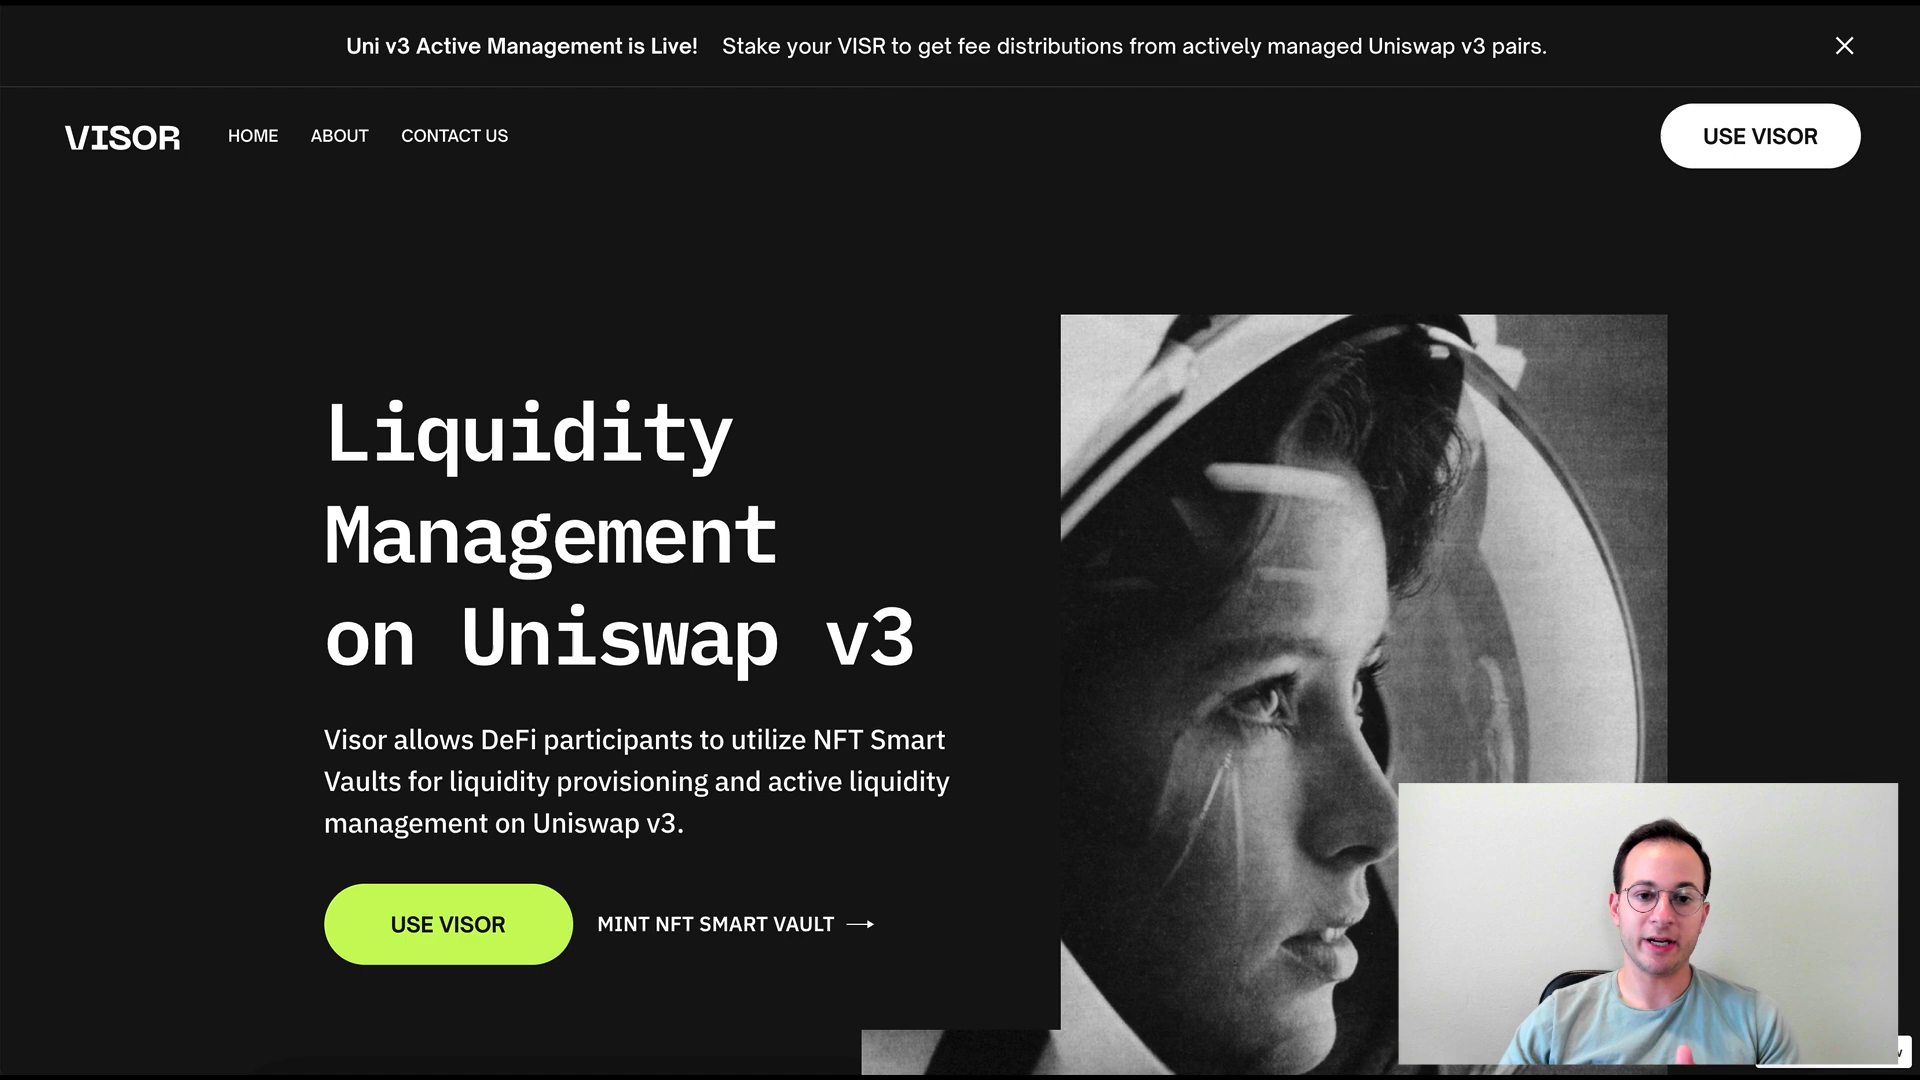 Uni v3 Active Management is Live! Stake your VISR to get fee distributions from actively managed Uniswap v3 pairs.
VISOR HOME ABOUT CONTACT US USE VISOR
Liquidity
Management
on Uniswap v3
Visor allows DeFi participants to utilize NFT Smart
Vaults for liquidity provisioning and active liquidity
management on Uniswap v3.
USE VISOR MINT NFT SMART VAULT →